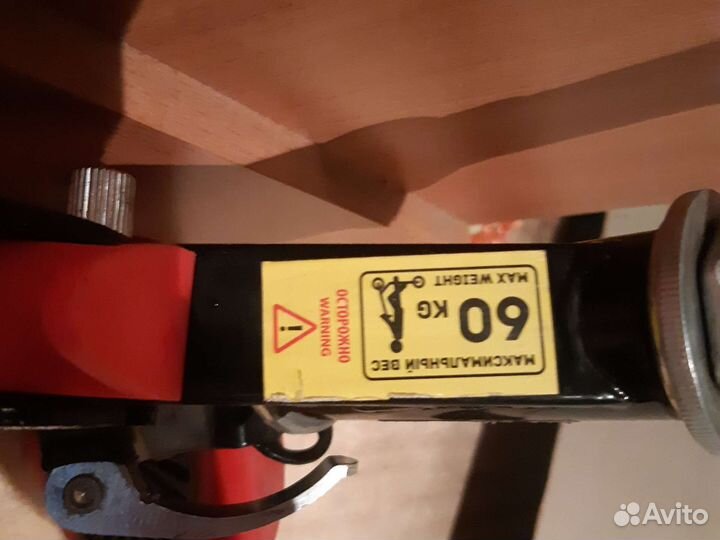 МАКСИМАЛЬНЫЙ ВЕС
60 KG
MAX WEIGHT
ОСТОРОЖНО
WARNING
Avito